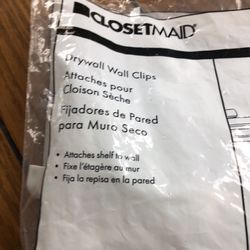 CLOSETMAID®
Drywall Wall Clips
Attaches pour
Cloison Sèche
Fijadores de Pared
para Muro Seco
• Attaches shelf to wall
• Fixe l'étagère au mur
• Fija la repisa en la pared